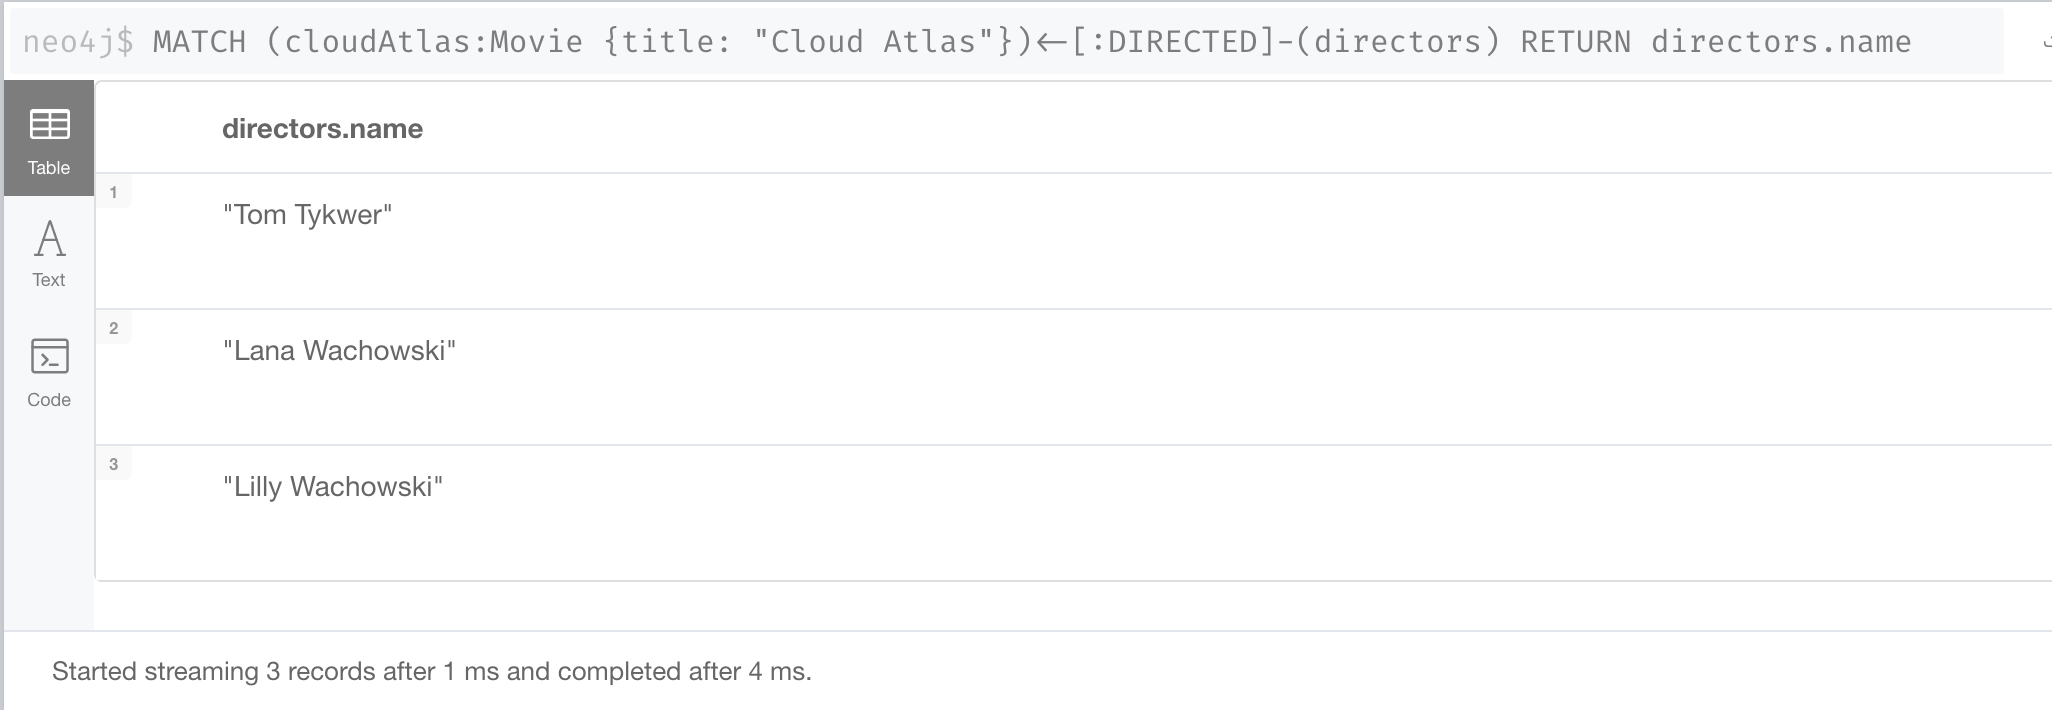 neo4j$ MATCH (cloudAtlas:Movie {title: "Cloud Atlas"})<-[:DIRECTED]-(directors) RETURN directors.name
directors.name
Table
1
"Tom Tykwer"
Text
2
"Lana Wachowski"
Code
3
"Lilly Wachowski"
Started streaming 3 records after 1 ms and completed after 4 ms.